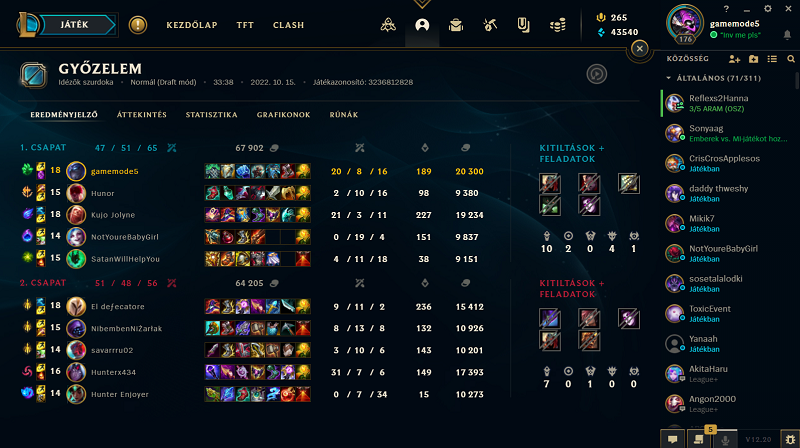 JÁTÉK
KEZDŐLAP
TFT
CLASH
265
43540
176
gamemode5
"Inv me pls"
GYŐZELEM
Idézők szurdoka • Normál (Draft mód) • 33:38 • 2022. 10. 15. • Játékazonosító: 3236812828
EREDMÉNYJELZŐ
ÁTTEKINTÉS
STATISZTIKA
GRAFIKONOK
RÚNÁK
1. CSAPAT 47 / 51 / 65 67 902
18 gamemode5 20 / 8 / 16 189 20 300
15 Hunor 2 / 10 / 16 98 9 380
18 Kujo Jolyne 21 / 3 / 11 227 19 234
14 NotYoureBabyGirl 0 / 19 / 4 151 9 837
15 SatanWillHelpYou 4 / 11 / 18 38 9 151
KITILTÁSOK +
FELADATOK
10 2 0 4 1
2. CSAPAT 51 / 48 / 56 64 205
18 El deƒecatore 9 / 11 / 2 236 15 412
15 NibembenNiZarłak 8 / 13 / 8 132 10 926
14 savarrru02 3 / 10 / 6 143 10 201
16 Hunterx434 31 / 7 / 6 149 17 393
14 Hunter Enjoyer 0 / 7 / 34 15 10 273
KITILTÁSOK +
FELADATOK
7 0 1 0 0
KÖZÖSSÉG
ÁLTALÁNOS (71/311)
Reflexs2Hanna
3/5 ARAM (OSZ)
Sonyaag
Emberek vs. MI-játékot hoz...
CrisCrosApplesos
Játékban
daddy thweshy
Játékban
Mikik7
Játékban
NotYoureBabyGirl
Játékban
sosetalalodki
Játékban
ToxicEvent
Játékban
Yanaah
Játékban
AkitaHaru
League+
Angon2000
League+
5
V12.20